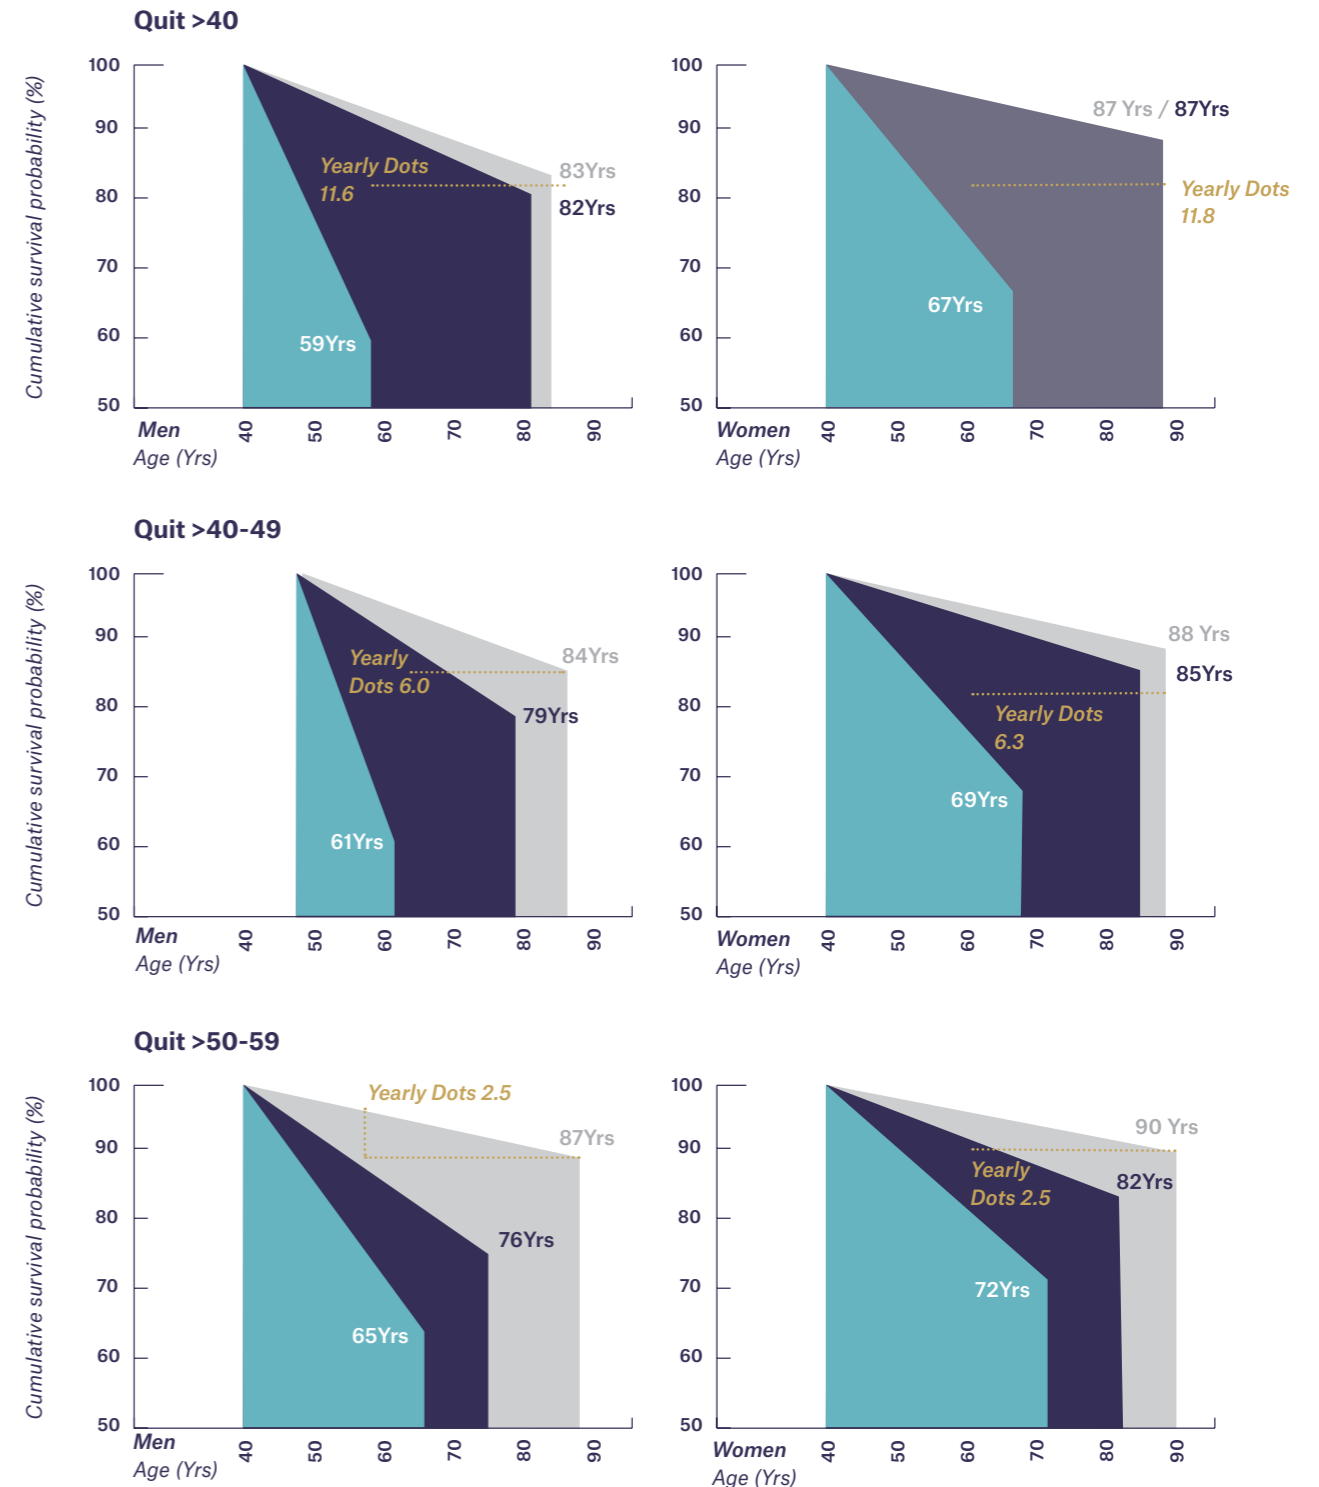 Quit >40
Cumulative survival probability (%)
100
90
80
70
60
50
Yearly Dots
11.6
83Yrs
82Yrs
59Yrs
Men
Age (Yrs)
40
50
60
70
80
90
100
90
80
70
60
50
87 Yrs / 87Yrs
Yearly Dots
11.8
67Yrs
Women
Age (Yrs)
40
50
60
70
80
90
Quit >40-49
Cumulative survival probability (%)
100
90
80
70
60
50
Yearly
Dots 6.0
84Yrs
79Yrs
61Yrs
Men
Age (Yrs)
40
50
60
70
80
90
100
90
80
70
60
50
88 Yrs
85Yrs
Yearly Dots
6.3
69Yrs
Women
Age (Yrs)
40
50
60
70
80
90
Quit >50-59
Cumulative survival probability (%)
100
90
80
70
60
50
Yearly Dots 2.5
87Yrs
76Yrs
65Yrs
Men
Age (Yrs)
40
50
60
70
80
90
100
90
80
70
60
50
90 Yrs
Yearly
Dots 2.5
82Yrs
72Yrs
Women
Age (Yrs)
40
50
60
70
80
90